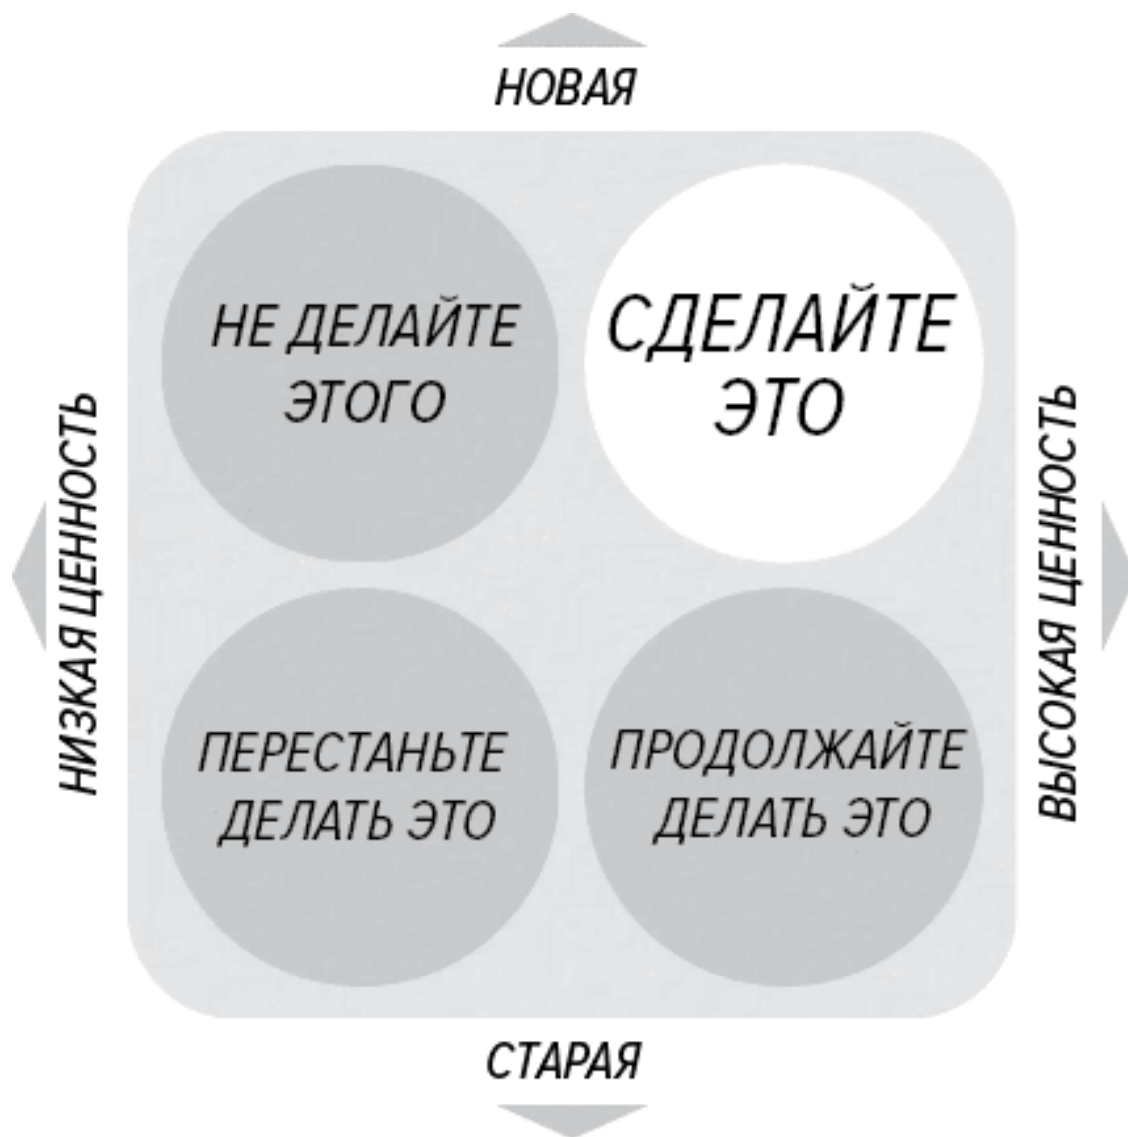 НОВАЯ
НЕ ДЕЛАЙТЕ
ЭТОГО
СДЕЛАЙТЕ
ЭТО
НИЗКАЯ ЦЕННОСТЬ
ВЫСОКАЯ ЦЕННОСТЬ
ПЕРЕСТАНЬТЕ
ДЕЛАТЬ ЭТО
ПРОДОЛЖАЙТЕ
ДЕЛАТЬ ЭТО
СТАРАЯ